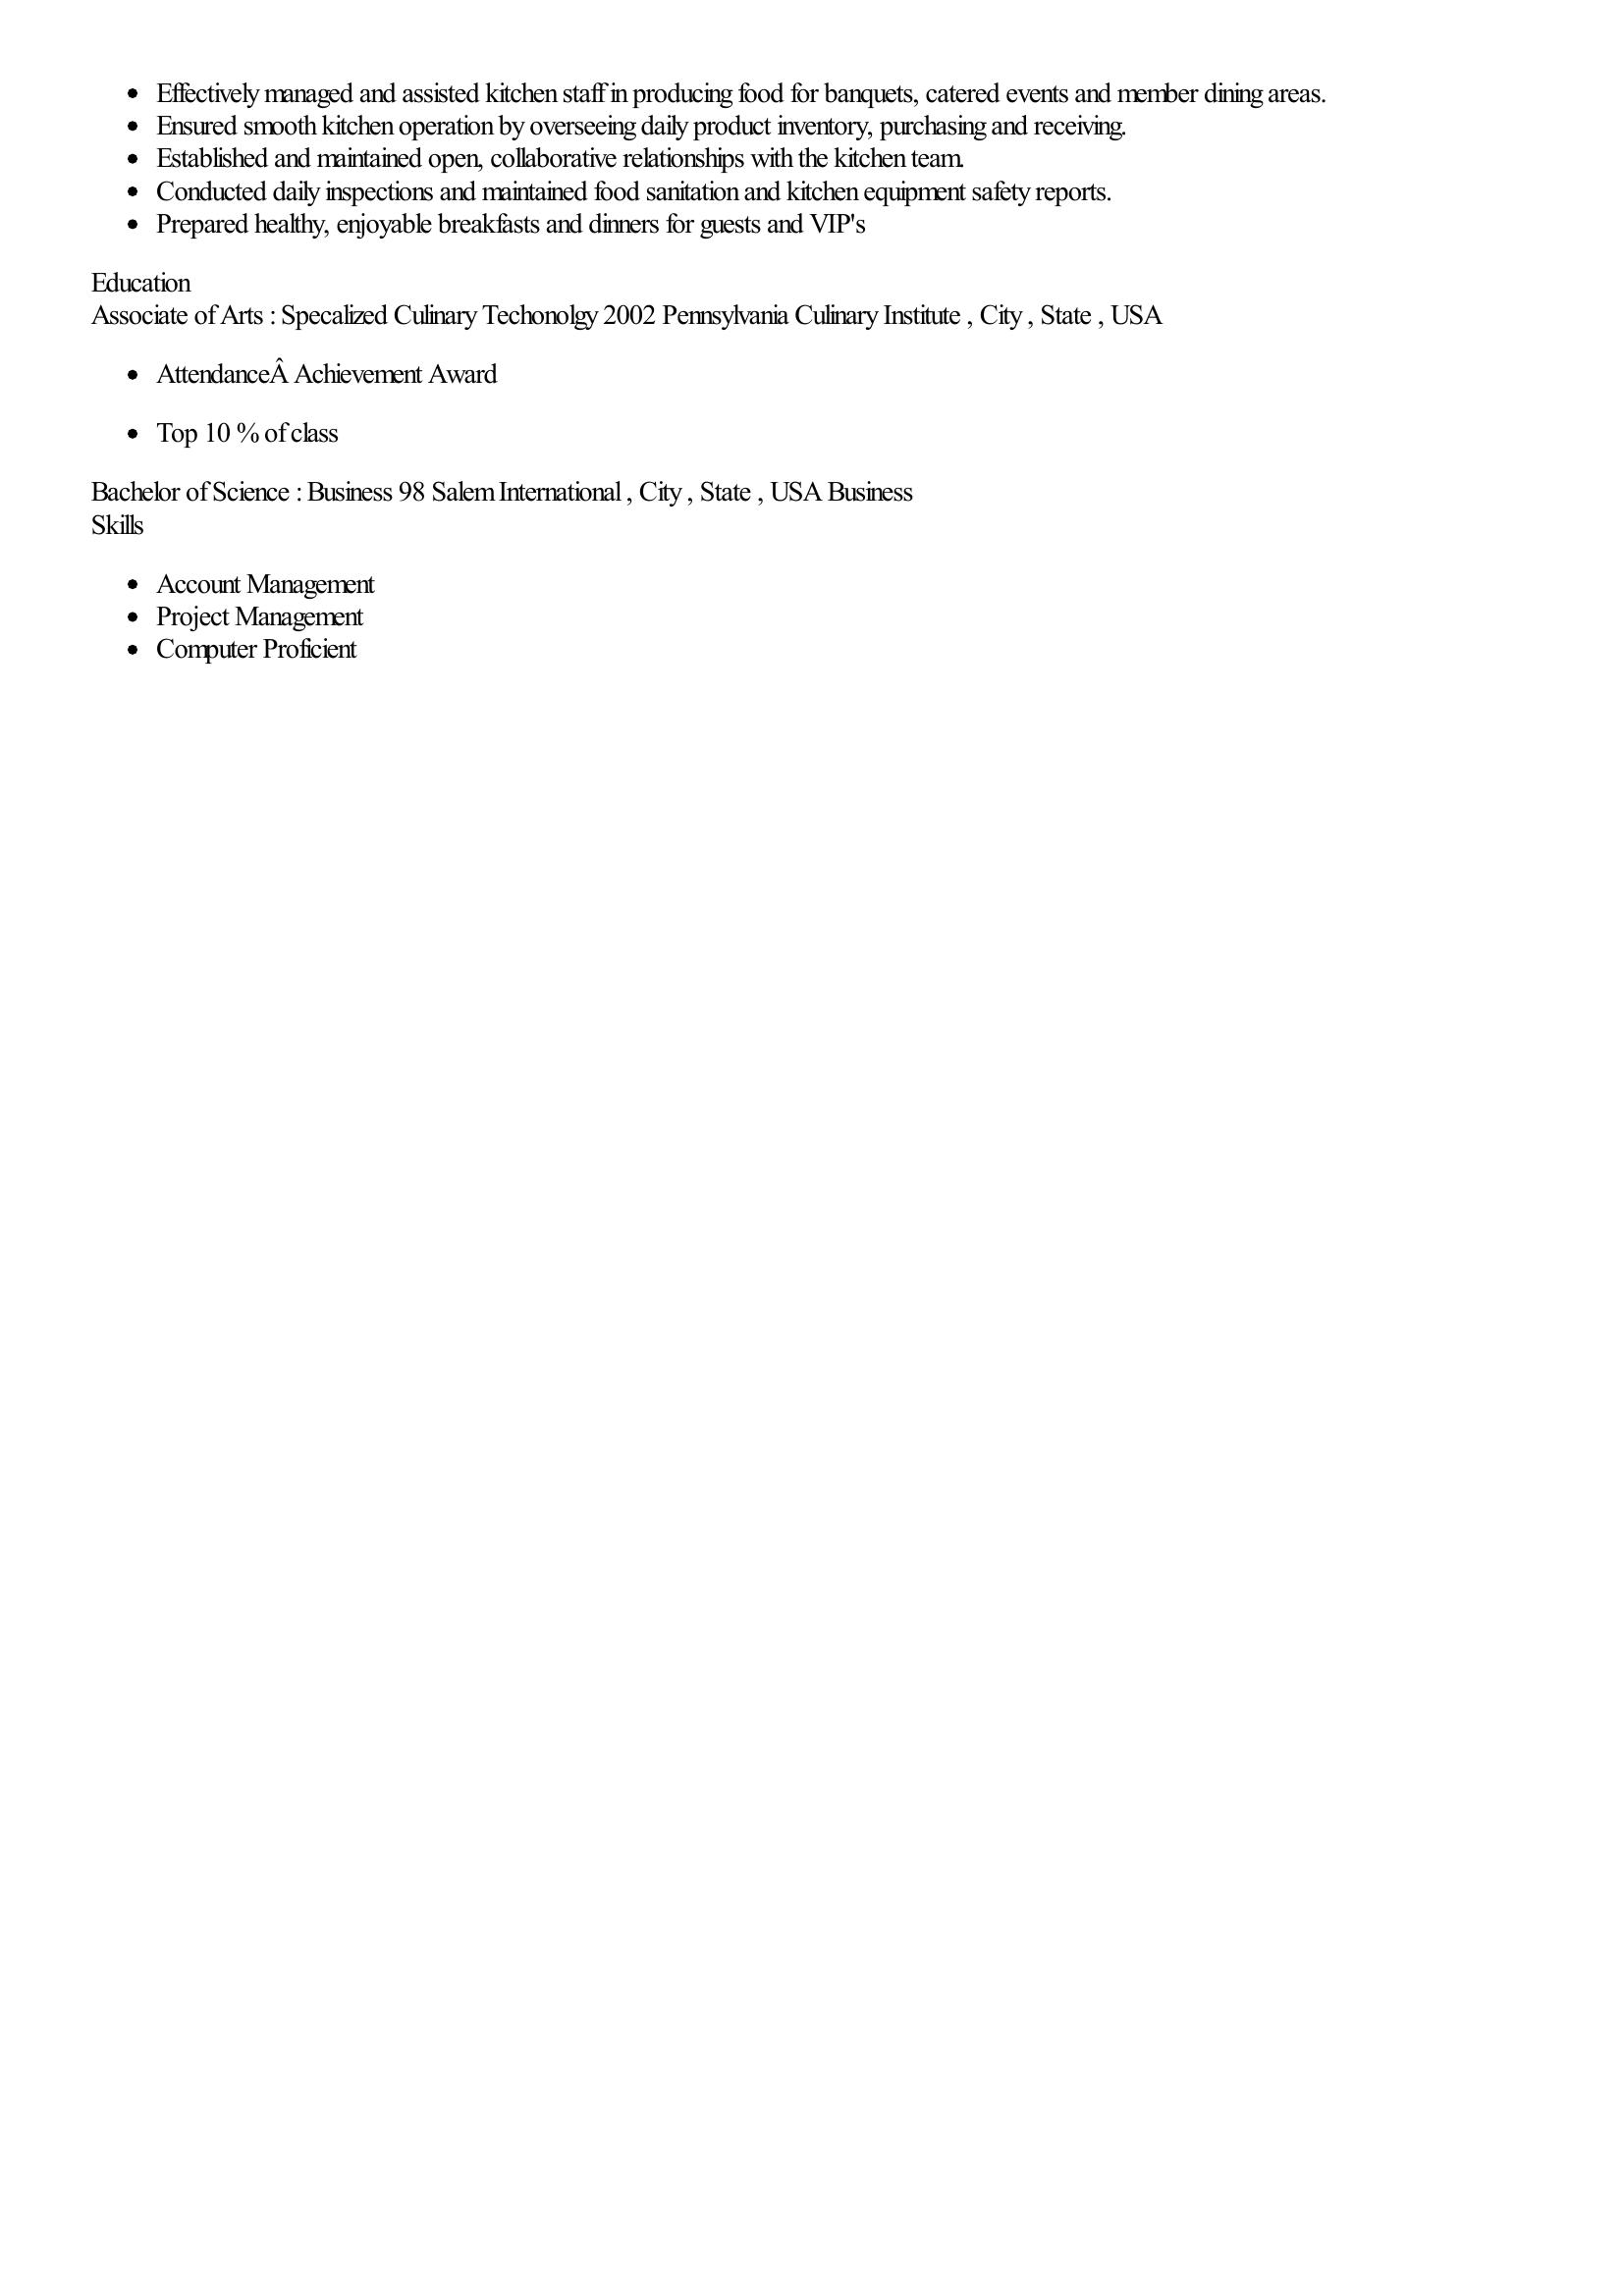 • Effectively managed and assisted kitchen staff in producing food for banquets, catered events and member dining areas.
• Ensured smooth kitchen operation by overseeing daily product inventory, purchasing and receiving.
• Established and maintained open, collaborative relationships with the kitchen team.
• Conducted daily inspections and maintained food sanitation and kitchen equipment safety reports.
• Prepared healthy, enjoyable breakfasts and dinners for guests and VIP's
Education
Associate of Arts : Specalized Culinary Techonolgy 2002 Pennsylvania Culinary Institute , City , State , USA
• AttendanceÂ Achievement Award
• Top 10 % of class
Bachelor of Science : Business 98 Salem International , City , State , USA Business
Skills
• Account Management
• Project Management
• Computer Proficient